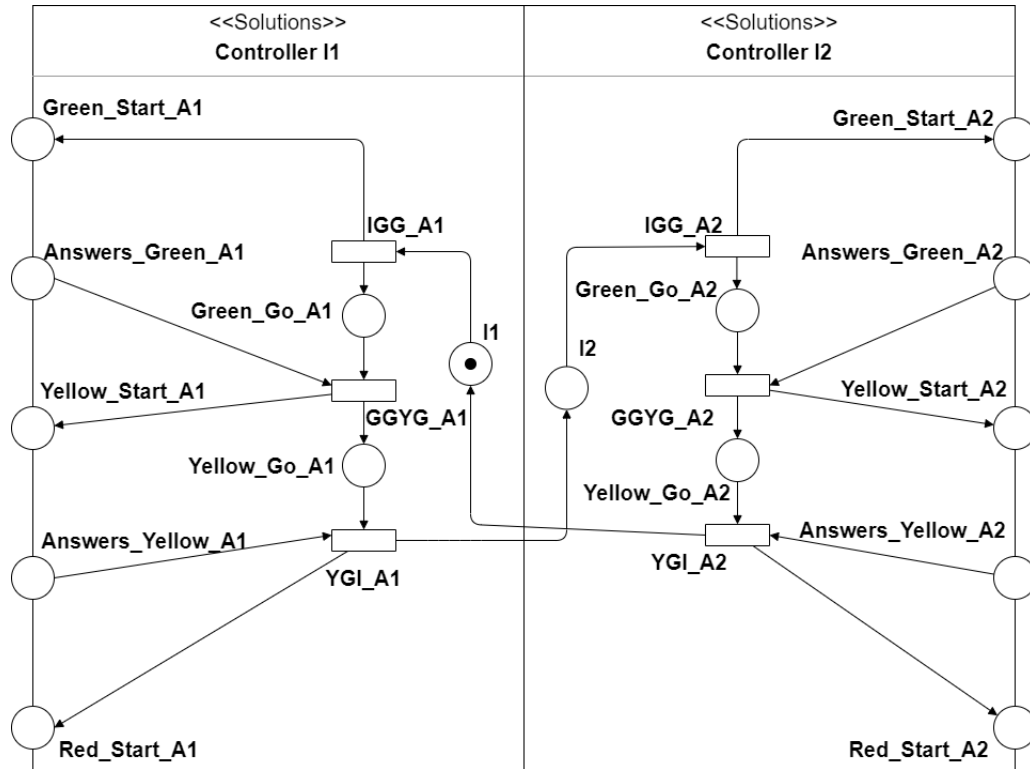 <<Solutions>>
Controller I1
Green_Start_A1
IGG_A1
Answers_Green_A1
Green_Go_A1
I1
Yellow_Start_A1
GGYG_A1
Yellow_Go_A1
Answers_Yellow_A1
YGI_A1
Red_Start_A1
<<Solutions>>
Controller I2
Green_Start_A2
IGG_A2
Answers_Green_A2
Green_Go_A2
I2
Yellow_Start_A2
GGYG_A2
Yellow_Go_A2
Answers_Yellow_A2
YGI_A2
Red_Start_A2